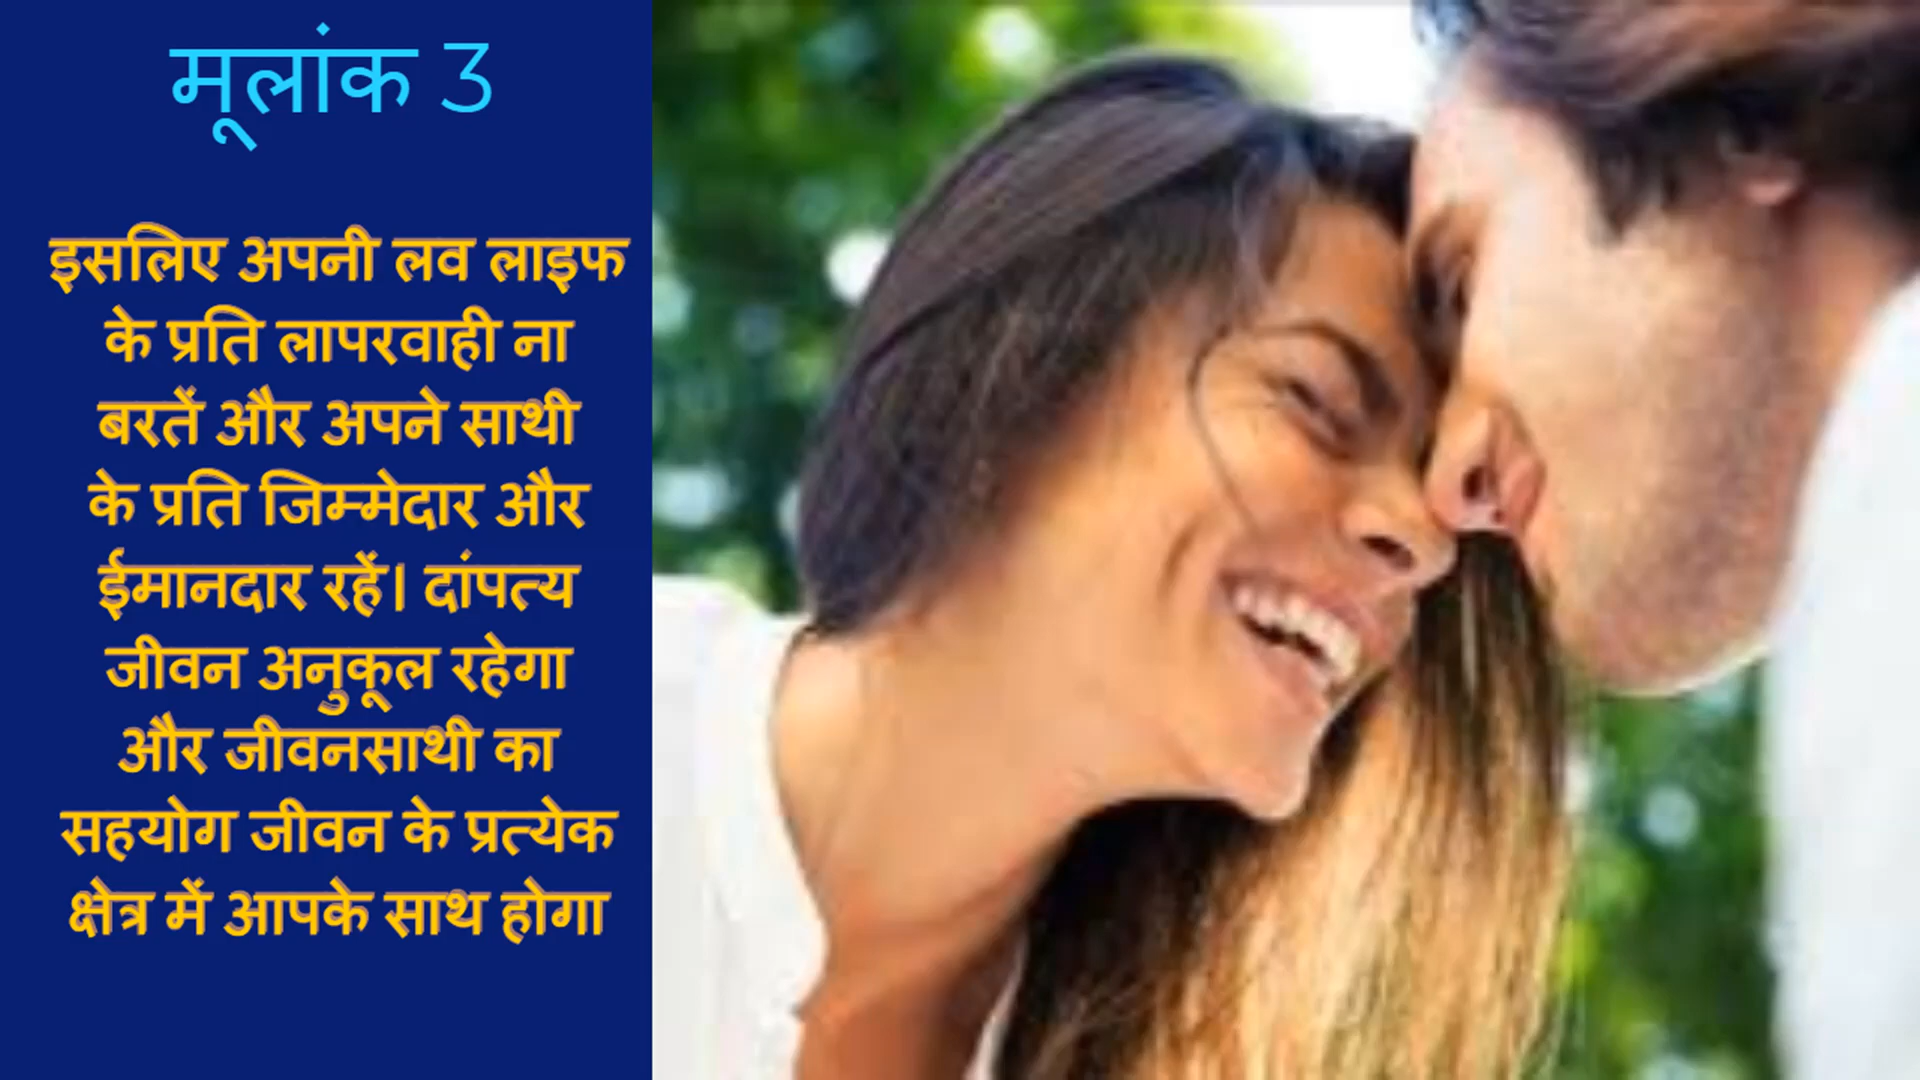 मूलांक 3
इसलिए अपनी लव लाइफ
के प्रति लापरवाही ना
बरतें और अपने साथी
के प्रति जिम्मेदार और
ईमानदार रहें। दांपत्य
जीवन अनुकूल रहेगा
और जीवनसाथी का
सहयोग जीवन के प्रत्येक
क्षेत्र में आपके साथ होगा